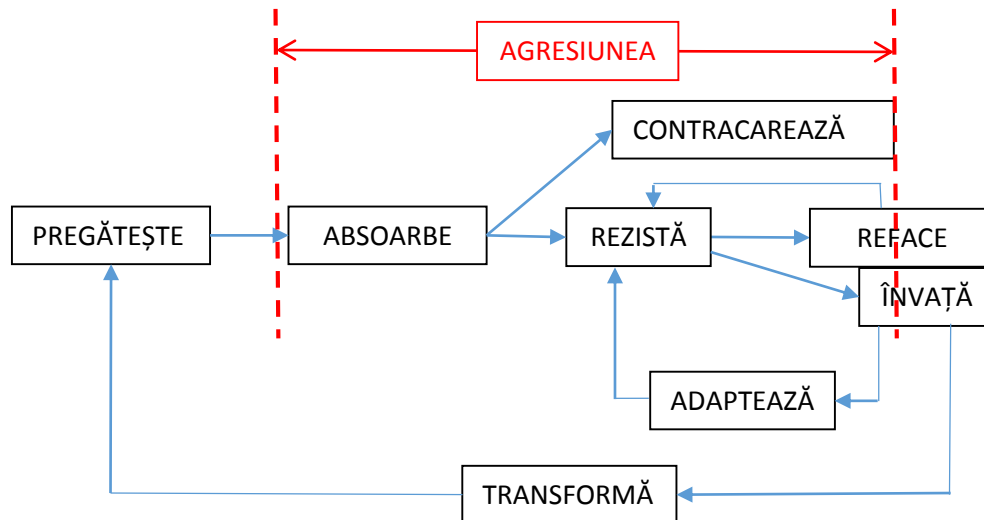 AGRESIUNEA
CONTRACAREAZĂ
PREGĂTEȘTE
ABSOARBE
REZISTĂ
REFACE
ÎNVAȚĂ
ADAPTEAZĂ
TRANSFORMĂ